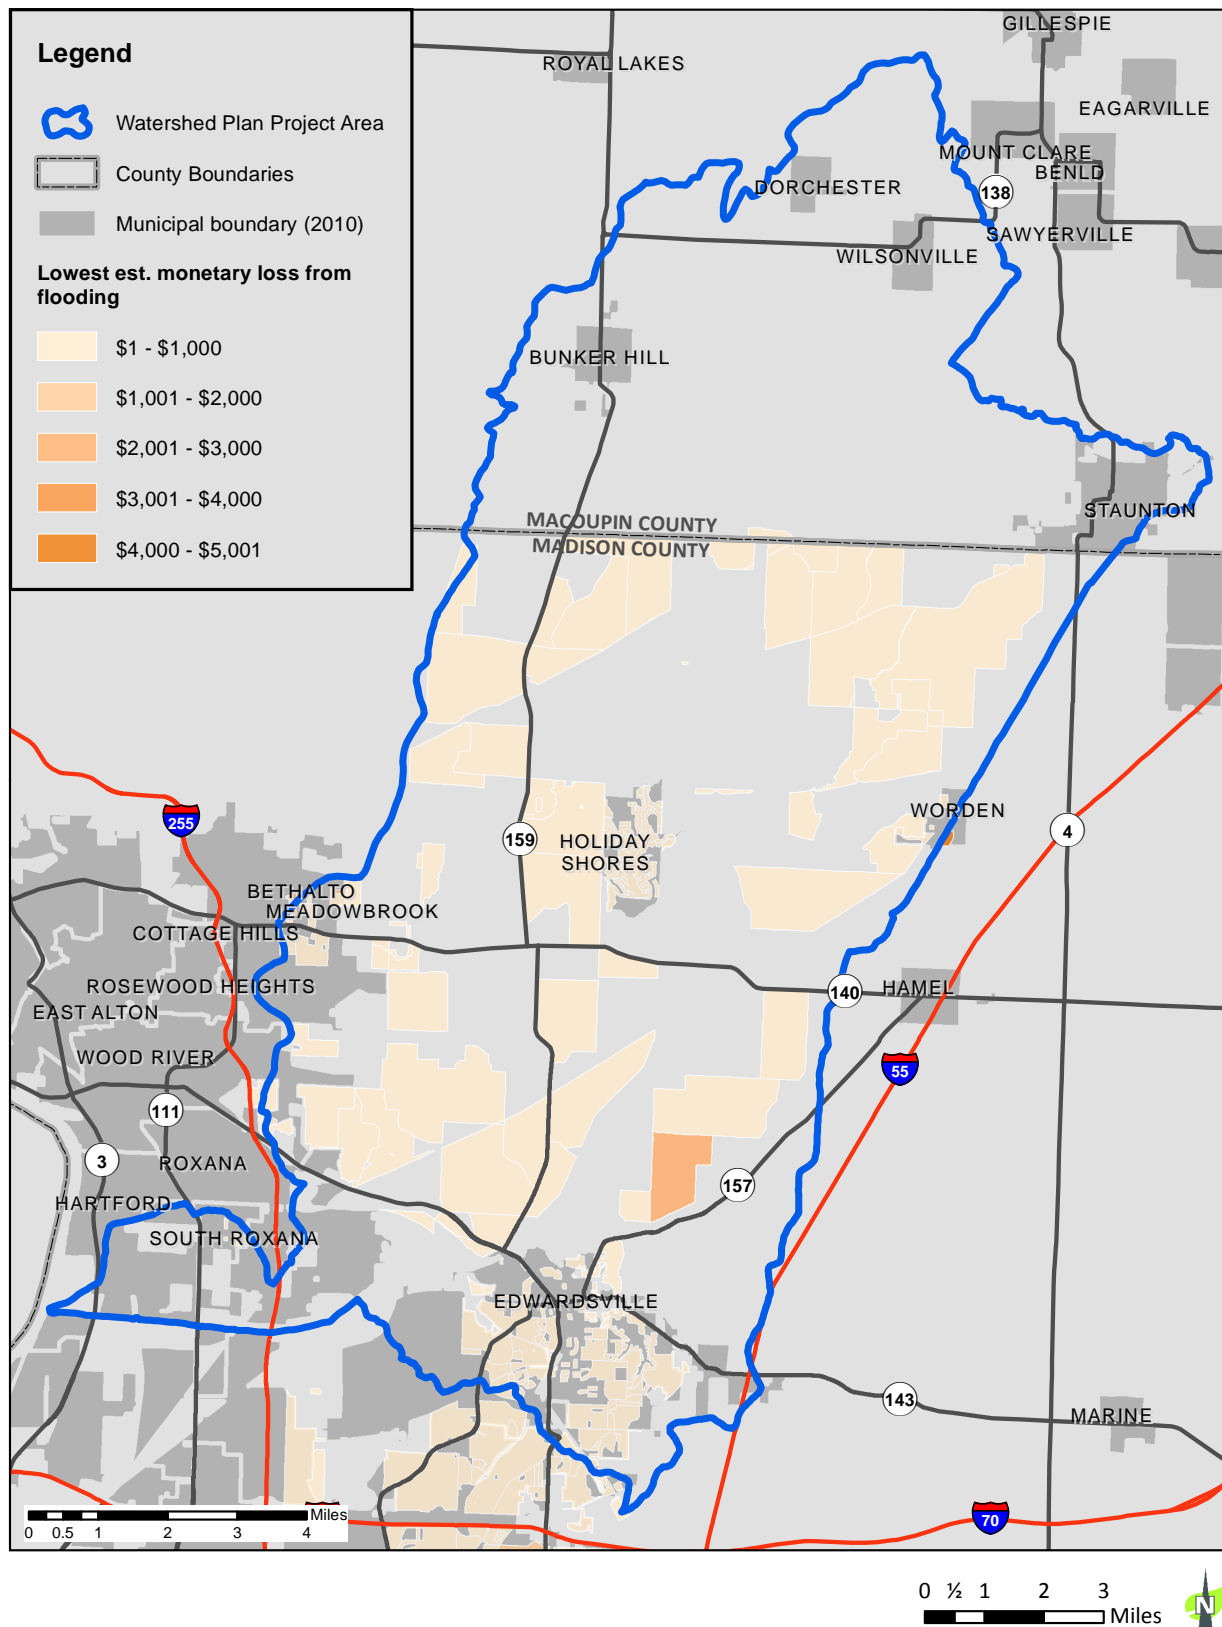 Legend
Watershed Plan Project Area
County Boundaries
Municipal boundary (2010)
Lowest est. monetary loss from
flooding
$1 - $1,000
$1,001 - $2,000
$2,001 - $3,000
$3,001 - $4,000
$4,000 - $5,001
GILLESPIE
ROYAL LAKES
EAGARVILLE
MOUNT CLARE
BENLD
DORCHESTER
138
SAWYERVILLE
WILSONVILLE
BUNKER HILL
STAUNTON
MACOUPIN COUNTY
MADISON COUNTY
WORDEN
255
159
4
HOLIDAY
SHORES
BETHALTO
MEADOWBROOK
COTTAGE HILLS
ROSEWOOD HEIGHTS
HAMEL
140
EAST ALTON
WOOD RIVER
55
111
3
ROXANA
157
HARTFORD
SOUTH ROXANA
EDWARDSVILLE
143
MARINE
70
Miles
0 0.5 1 2 3 4
0 ½ 1 2 3
Miles
N